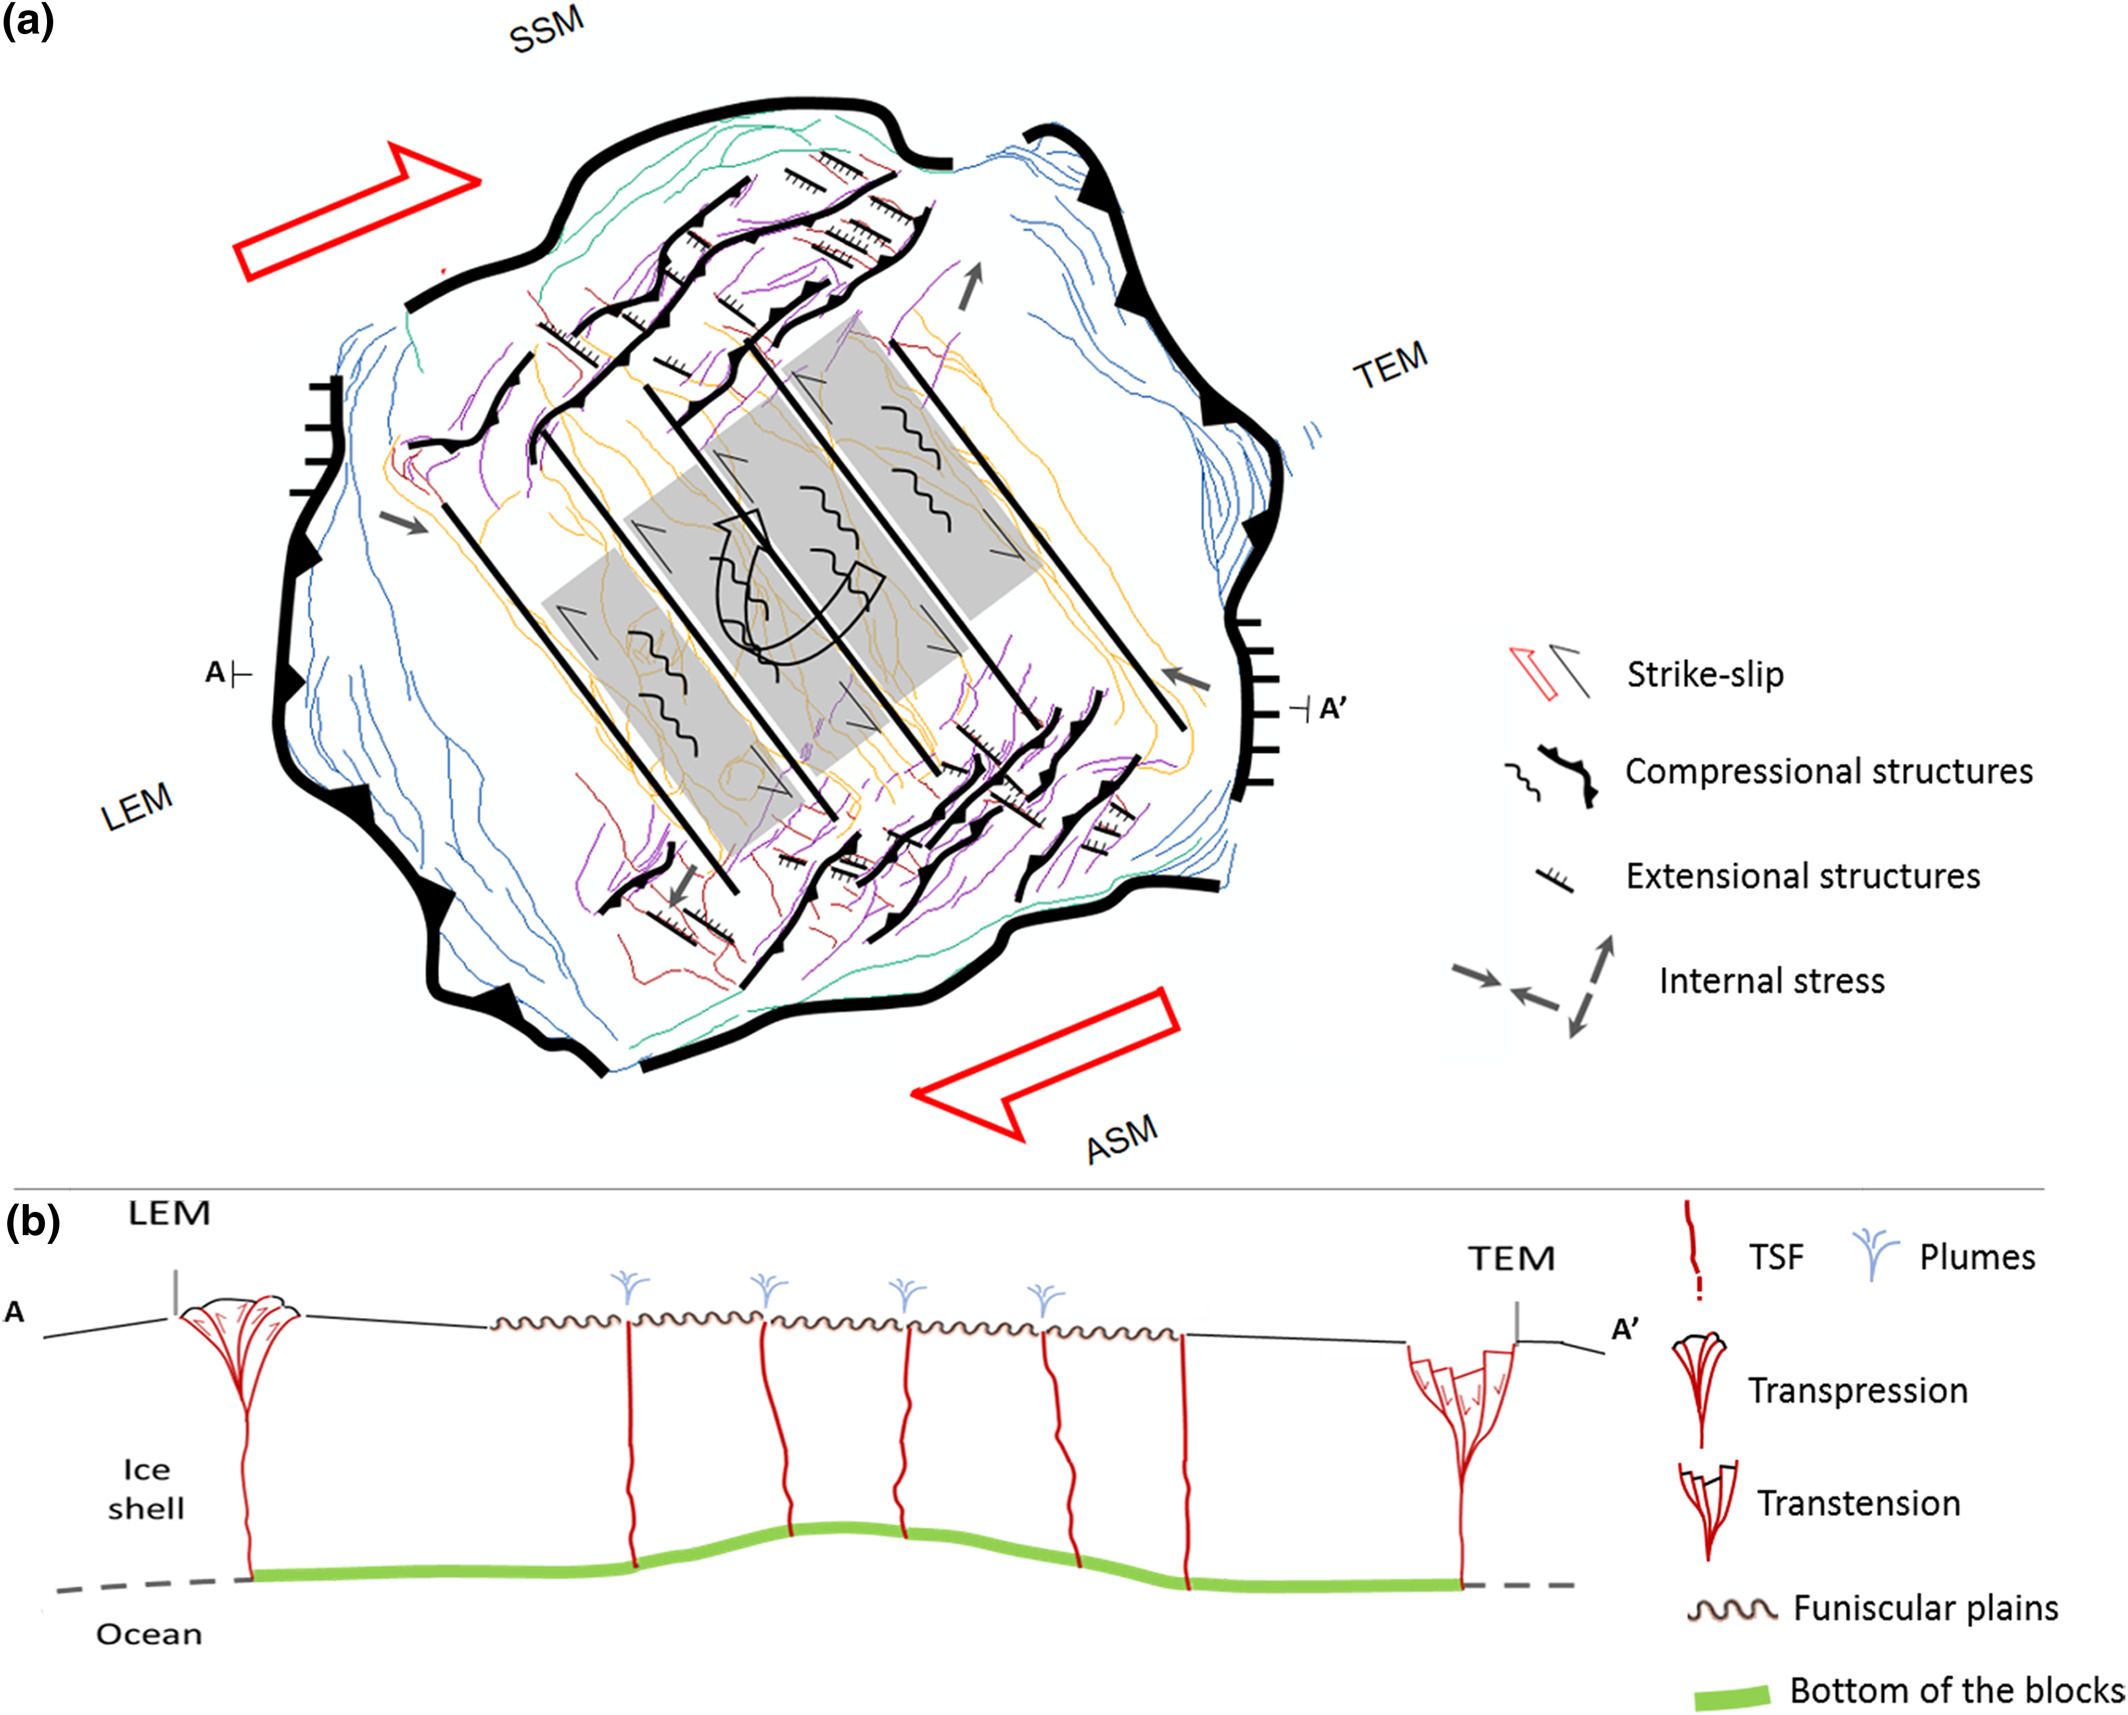 (a)
SSM
TEM
A
A’
LEM
ASM
Strike-slip
Compressional structures
Extensional structures
Internal stress
(b)
LEM
TEM
A
A’
Ice
shell
Ocean
TSF
Plumes
Transpression
Transtension
Funiscular plains
Bottom of the blocks